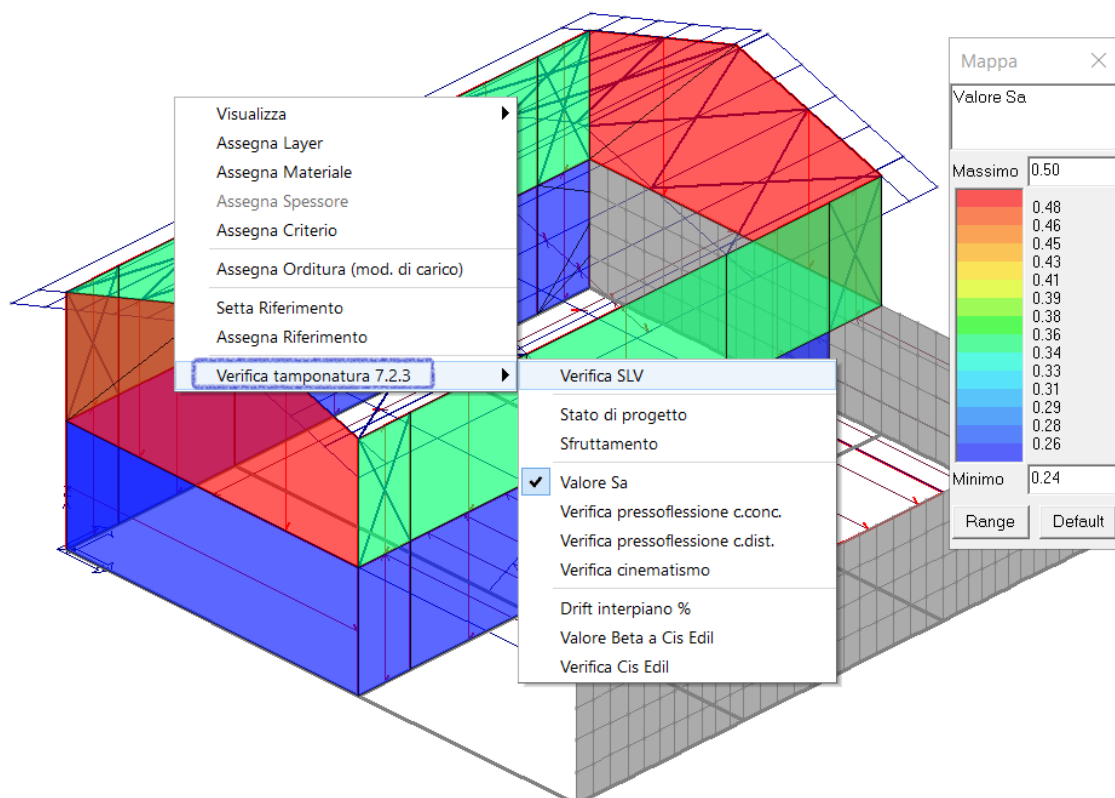 Visualizza
Assegna Layer
Assegna Materiale
Assegna Spessore
Assegna Criterio
Assegna Orditura (mod. di carico)
Setta Riferimento
Assegna Riferimento
Verifica tamponatura 7.2.3
Verifica SLV
Stato di progetto
Sfruttamento
Valore Sa
Verifica pressoflessione c.conc.
Verifica pressoflessione c.dist.
Verifica cinematismo
Drift interpiano %
Valore Beta a Cis Edil
Verifica Cis Edil
Mappa
Valore Sa
Massimo 0.50
0.48
0.46
0.45
0.43
0.41
0.39
0.38
0.36
0.34
0.33
0.31
0.29
0.28
0.26
Minimo 0.24
Range Default